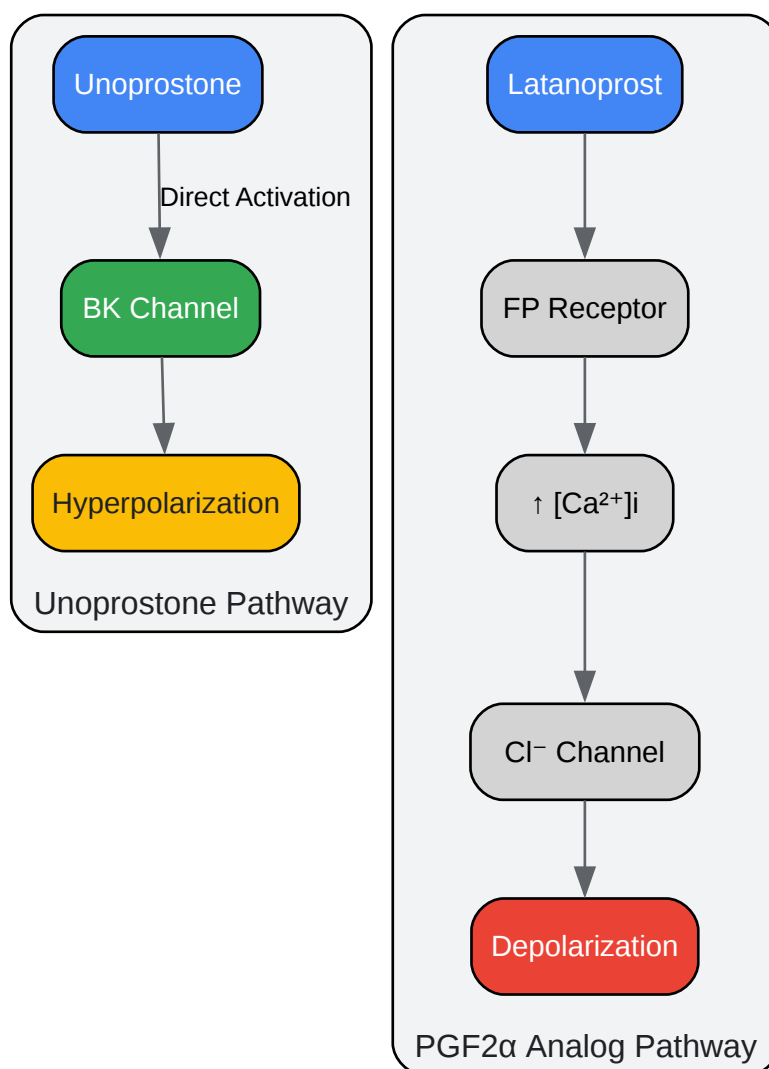 Unoprostone
Direct Activation
BK Channel
Hyperpolarization
Unoprostone Pathway
Latanoprost
FP Receptor
↑ [Ca²⁺]i
Cl⁻ Channel
Depolarization
PGF2α Analog Pathway